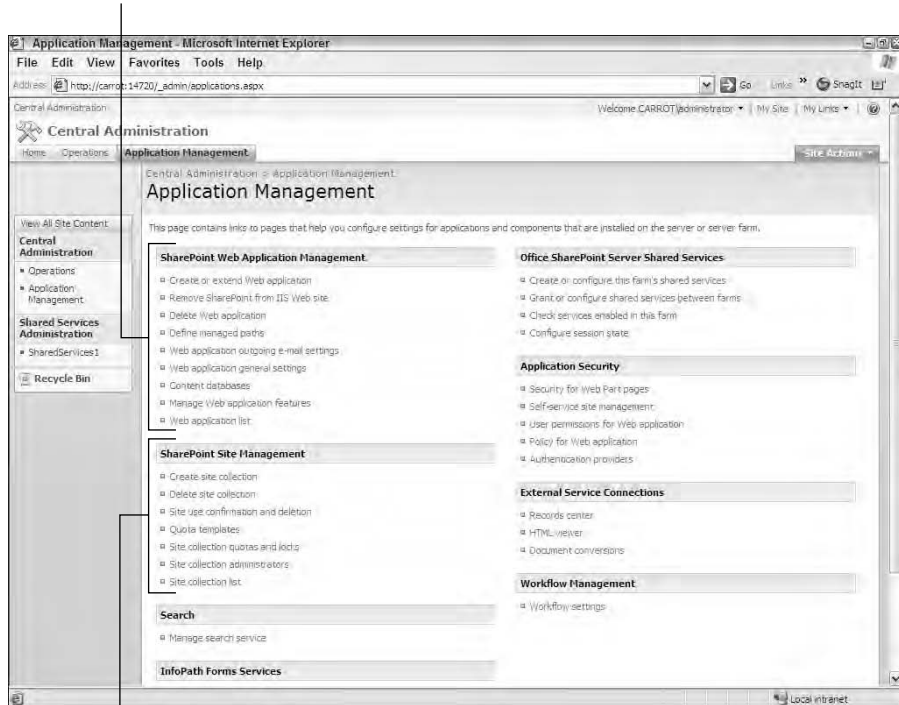 Application Management - Microsoft Internet Explorer
File Edit View Favorites Tools Help
Address http://carrot:14720/_admin/applications.aspx Go Links » SnagIt
Central Administration Welcome CARROT\administrator My Site My Links
Central Administration
Home Operations Application Management Site Actions
Central Administration > Application Management
Application Management
View All Site Content
Central Administration
Operations
Application Management
Shared Services Administration
SharedServices1
Recycle Bin
This page contains links to pages that help you configure settings for applications and components that are installed on the server or server farm.
SharePoint Web Application Management
Create or extend Web application
Remove SharePoint from IIS Web site
Delete Web application
Define managed paths
Web application outgoing e-mail settings
Web application general settings
Content databases
Manage Web application features
Web application list
SharePoint Site Management
Create site collection
Delete site collection
Site use confirmation and deletion
Quota templates
Site collection quotas and locks
Site collection administrators
Site collection list
Search
Manage search service
InfoPath Forms Services
Office SharePoint Server Shared Services
Create or configure this farm's shared services
Grant or configure shared services between farms
Check services enabled in this farm
Configure session state
Application Security
Security for Web Part pages
Self-service site management
User permissions for Web application
Policy for Web application
Authentication providers
External Service Connections
Records center
HTML viewer
Document conversions
Workflow Management
Workflow settings
Local intranet